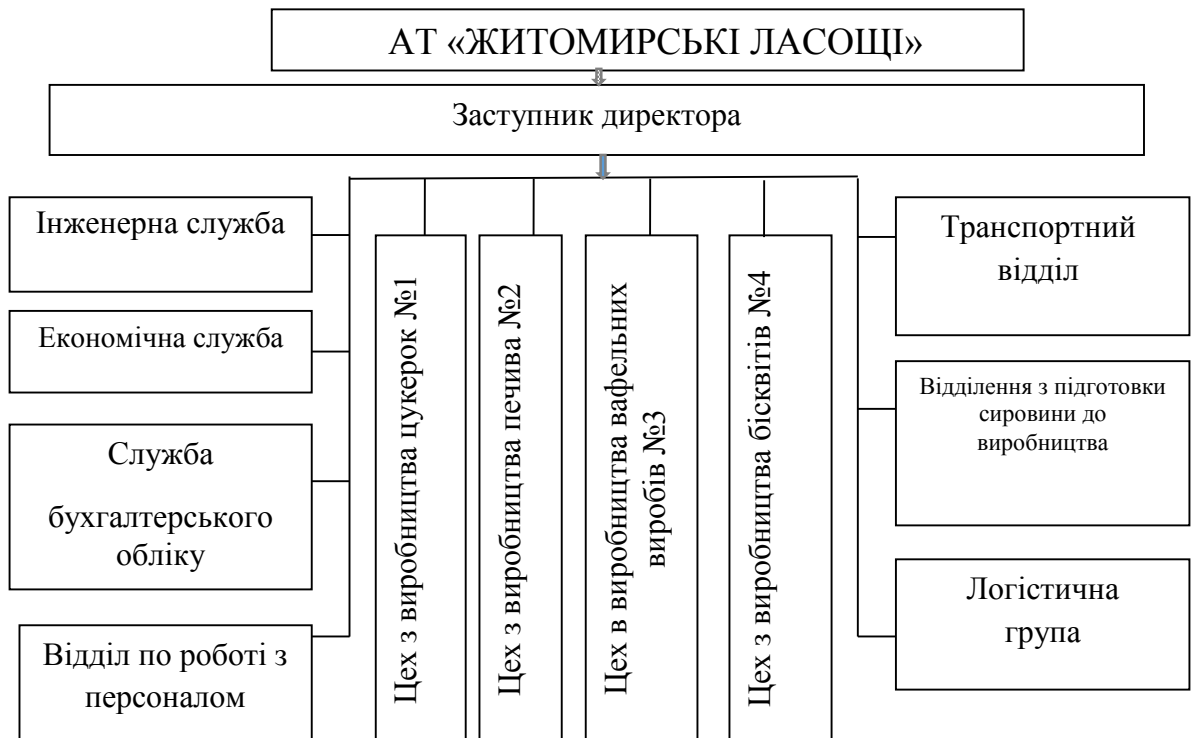 АТ «ЖИТОМИРСЬКІ ЛАСОЩІ»
Заступник директора
Інженерна служба
Економічна служба
Служба
бухгалтерського
обліку
Відділ по роботі з
персоналом
Цех з виробництва цукерок №1
Цех з виробництва печива №2
Цех в виробництва вафельних
виробів №3
Цех з виробництва бісквітів №4
Транспортний
відділ
Відділення з підготовки
сировини до
виробництва
Логістична
група